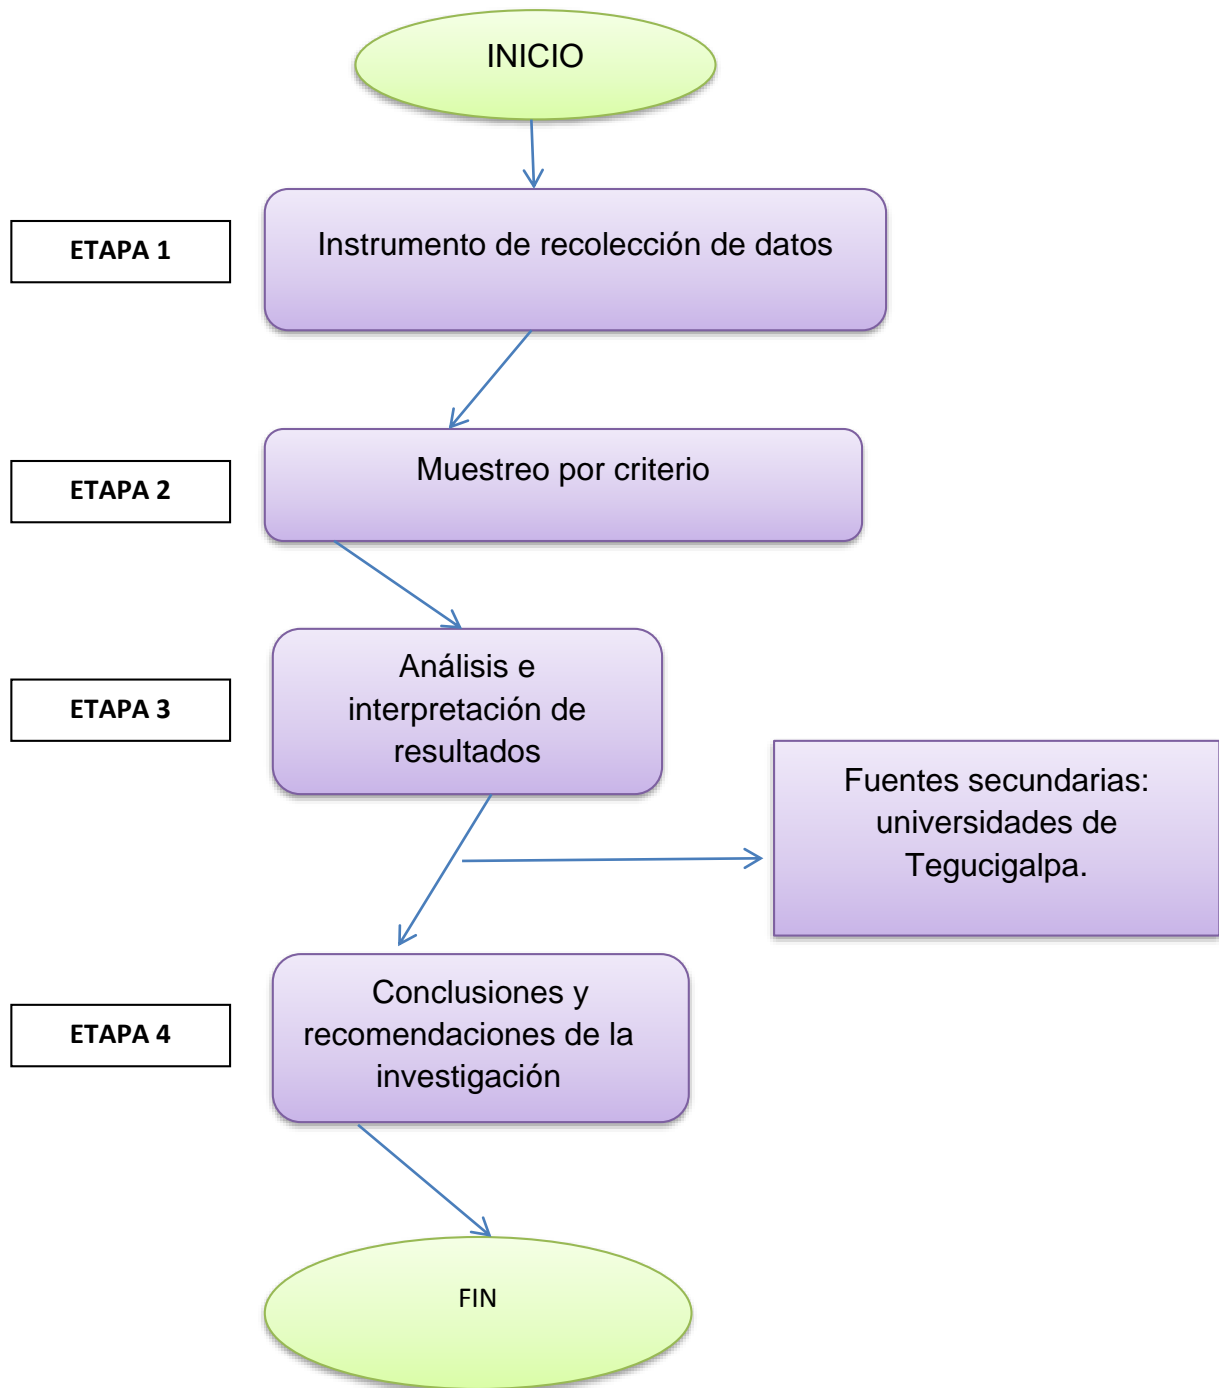 INICIO
ETAPA 1
Instrumento de recolección de datos
ETAPA 2
Muestreo por criterio
ETAPA 3
Análisis e
interpretación de
resultados
Fuentes secundarias:
universidades de
Tegucigalpa.
ETAPA 4
Conclusiones y
recomendaciones de la
investigación
FIN